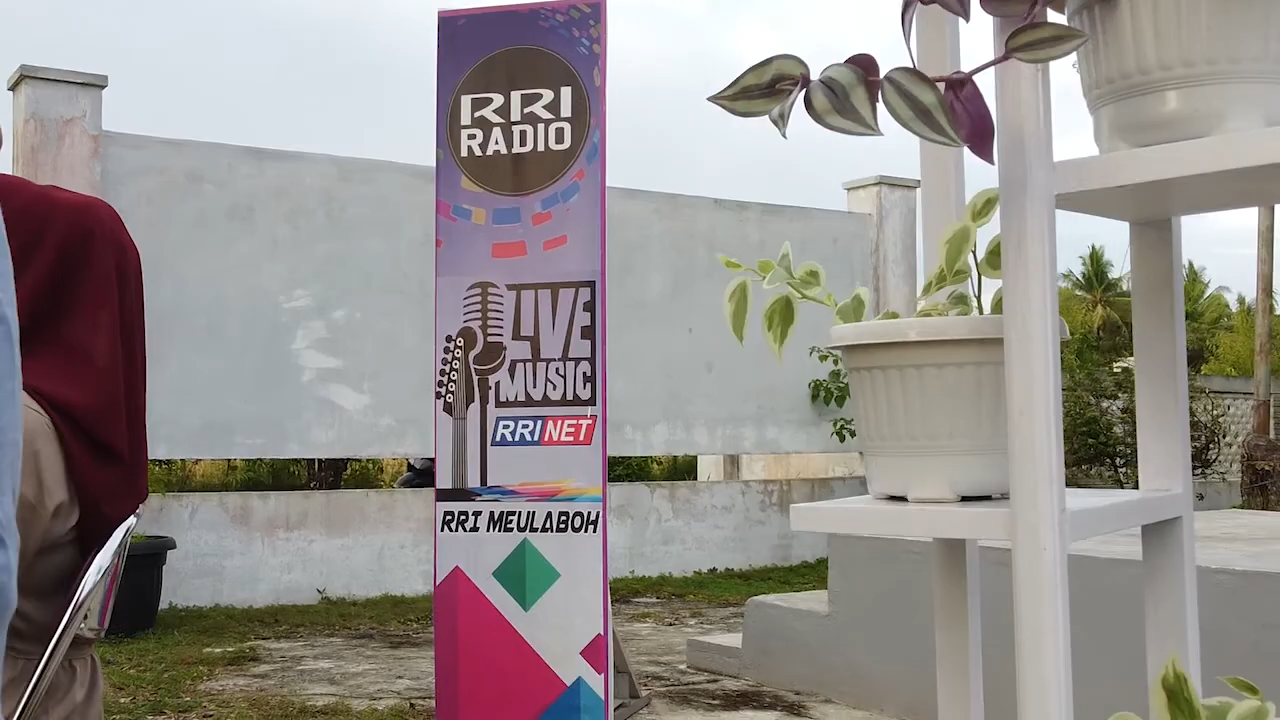 RRI
RADIO
LIVE
MUSIC
RRI NET
RRI MEULABOH